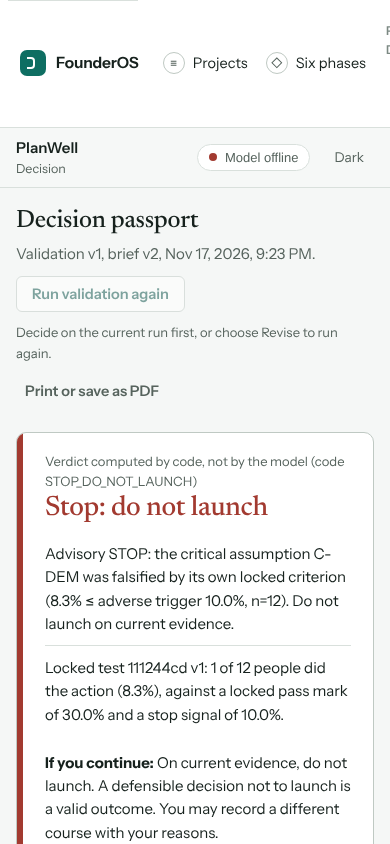 FounderOS
Projects
Six phases
PlanWell
Decision
Model offline
Dark
Decision passport
Validation v1, brief v2, Nov 17, 2026, 9:23 PM.
Run validation again
Decide on the current run first, or choose Revise to run
again.
Print or save as PDF
Verdict computed by code, not by the model (code
STOP_DO_NOT_LAUNCH)
Stop: do not launch
Advisory STOP: the critical assumption C-
DEM was falsified by its own locked criterion
(8.3% ≤ adverse trigger 10.0%, n=12). Do not
launch on current evidence.
Locked test 111244cd v1: 1 of 12 people did
the action (8.3%), against a locked pass mark
of 30.0% and a stop signal of 10.0%.
If you continue: On current evidence, do not
launch. A defensible decision not to launch is
a valid outcome. You may record a different
course with your reasons.